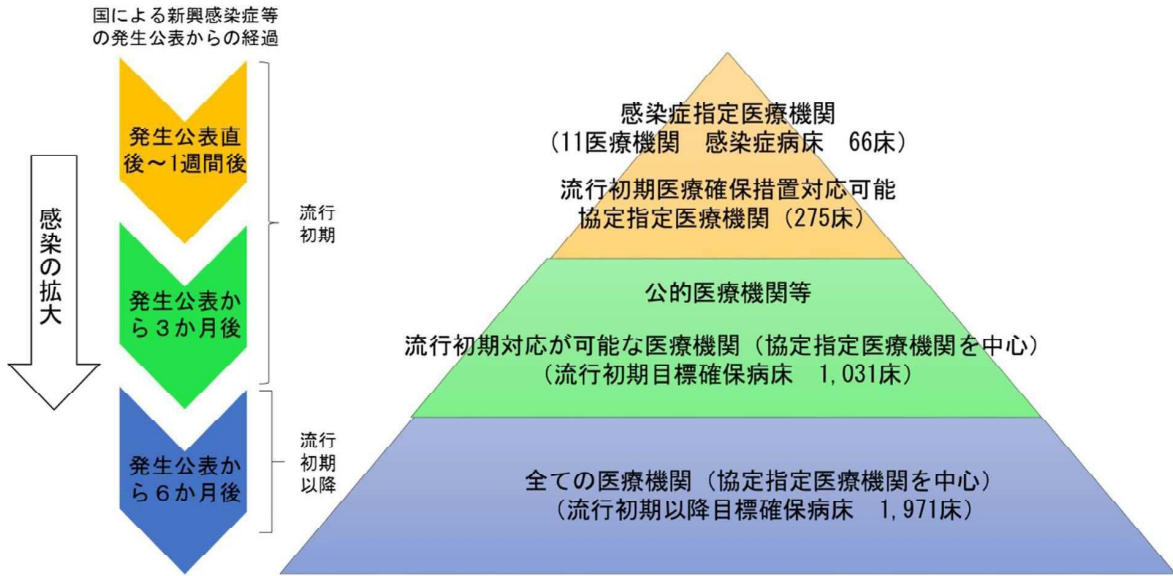 国による新興感染症等
の発生公表からの経過
感染の拡大
発生公表直
後～1週間後
発生公表か
ら３か月後
発生公表か
ら６か月後
流行
初期
流行
初期
以降
感染症指定医療機関
(11医療機関　感染症病床　66床)
流行初期医療確保措置対応可能
協定指定医療機関（275床）
公的医療機関等
流行初期対応が可能な医療機関（協定指定医療機関を中心）
(流行初期目標確保病床　1,031床)
全ての医療機関（協定指定医療機関を中心）
(流行初期以降目標確保病床　1,971床)